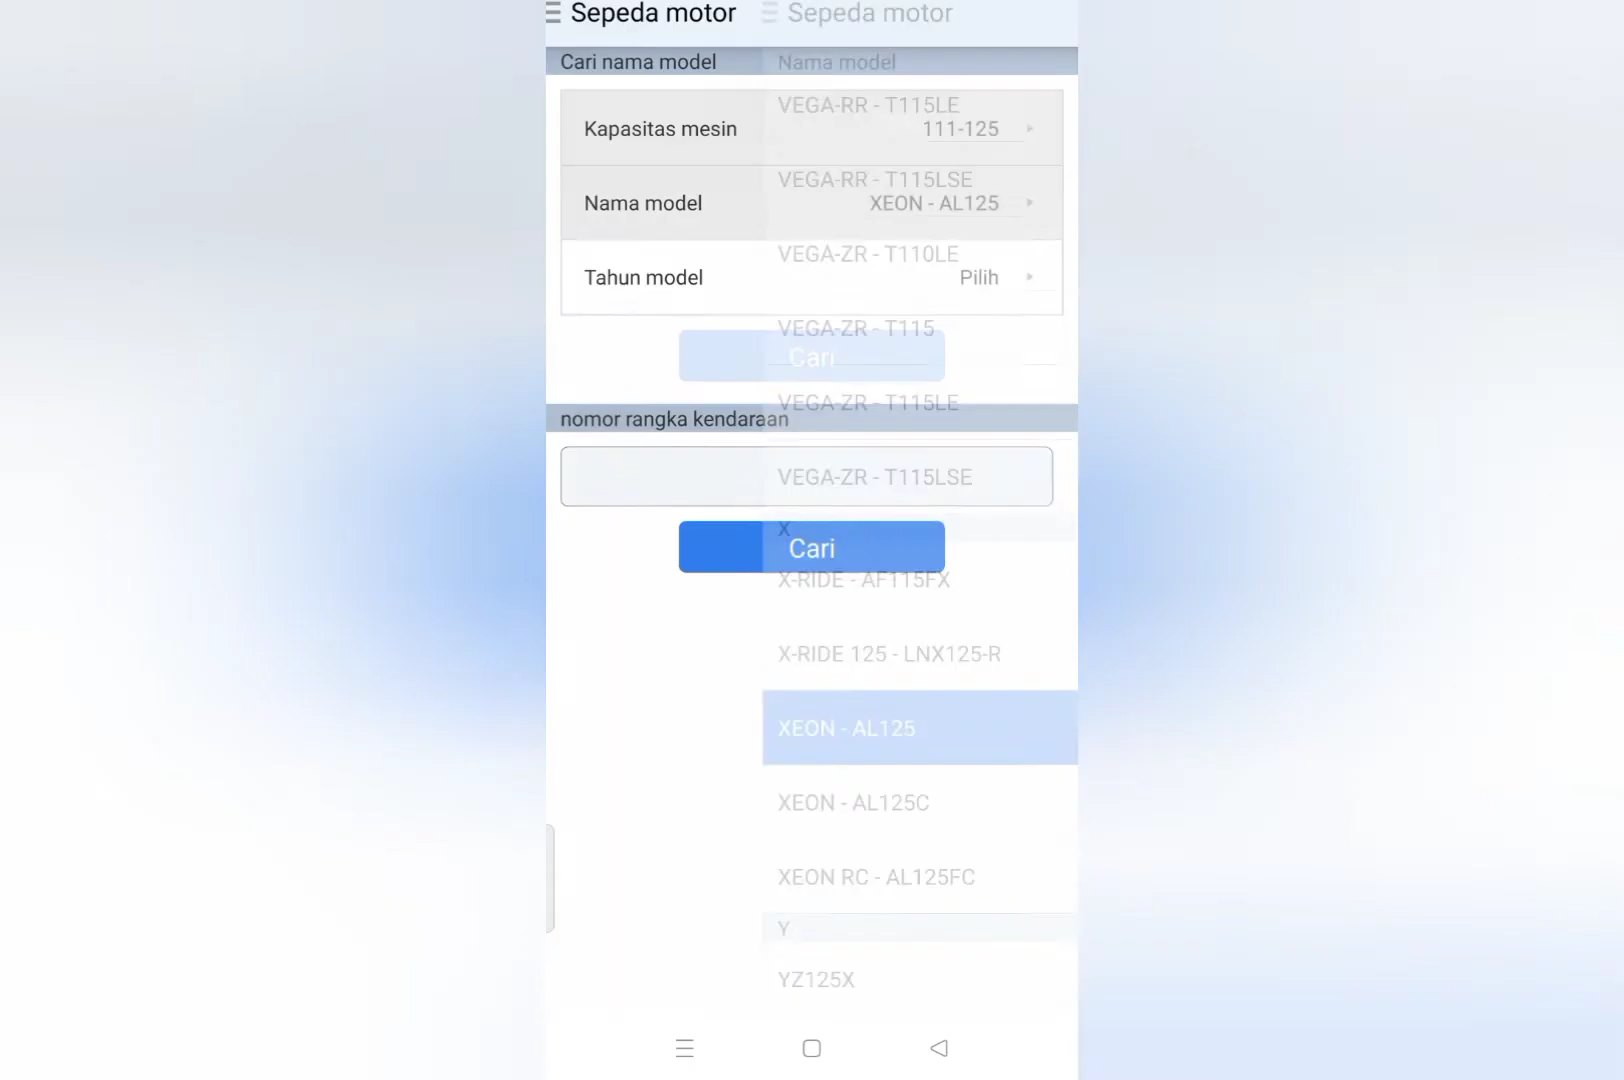 Sepeda motor
Sepeda motor
Cari nama model
Nama model
VEGA-RR - T115LE
Kapasitas mesin 111-125
VEGA-RR - T115LSE
Nama model XEON - AL125
VEGA-ZR - T110LE
Tahun model Pilih
VEGA-ZR - T115
Cari
VEGA-ZR - T115LE
nomor rangka kendaraan
VEGA-ZR - T115LSE
X
Cari
X-RIDE - AF115FX
X-RIDE 125 - LNX125-R
XEON - AL125
XEON - AL125C
XEON RC - AL125FC
Y
YZ125X